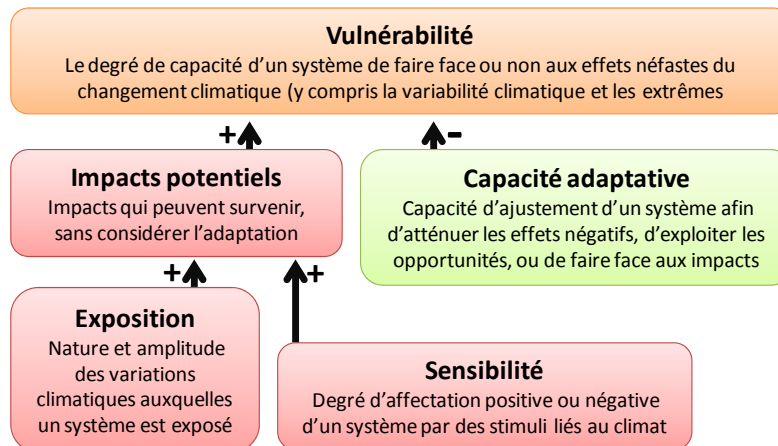 Vulnérabilité
Le degré de capacité d'un système de faire face ou non aux effets néfastes du
changement climatique (y compris la variabilité climatique et les extrêmes
+
-
Impacts potentiels
Impacts qui peuvent survenir,
sans considérer l'adaptation
Capacité adaptative
Capacité d'ajustement d'un système afin
d'atténuer les effets négatifs, d'exploiter les
opportunités, ou de faire face aux impacts
+
+
Exposition
Nature et amplitude
des variations
climatiques auxquelles
un système est exposé
Sensibilité
Degré d'affectation positive ou négative
d'un système par des stimuli liés au climat